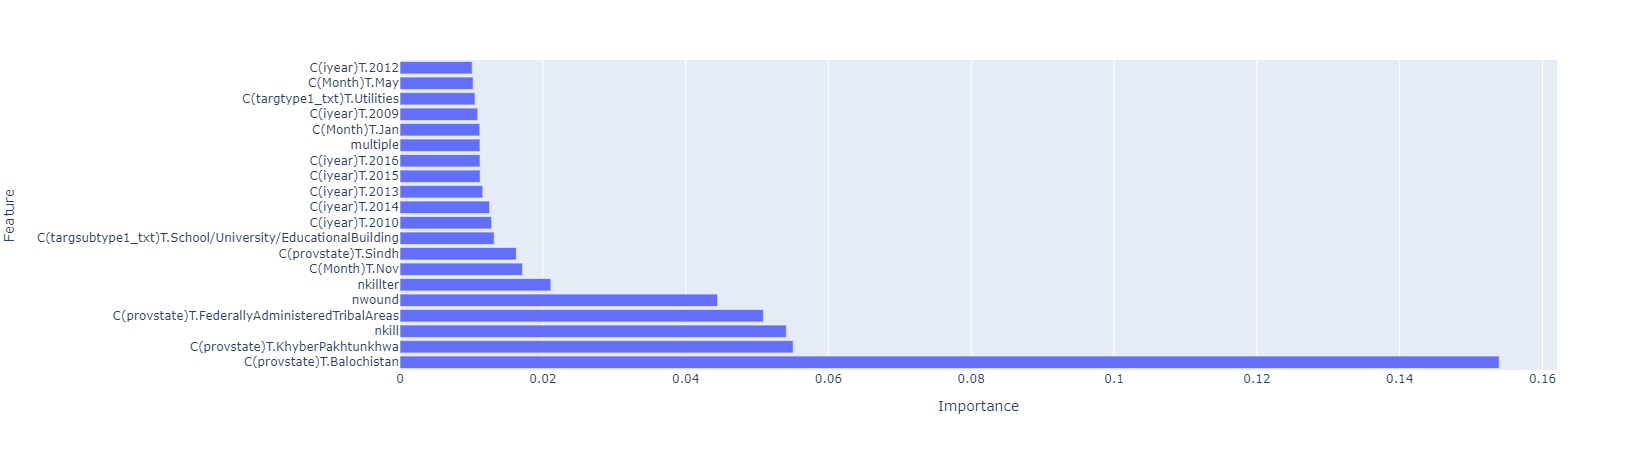 C(iyear)T.2012
C(Month)T.May
C(targtype1_txt)T.Utilities
C(iyear)T.2009
C(Month)T.Jan
multiple
C(iyear)T.2016
C(iyear)T.2015
C(iyear)T.2013
C(iyear)T.2014
C(iyear)T.2010
C(targsubtype1_txt)T.School/University/EducationalBuilding
C(provstate)T.Sindh
C(Month)T.Nov
nkillter
nwound
C(provstate)T.FederallyAdministeredTribalAreas
nkill
C(provstate)T.KhyberPakhtunkhwa
C(provstate)T.Balochistan
Feature
0 0.02 0.04 0.06 0.08 0.1 0.12 0.14 0.16
Importance